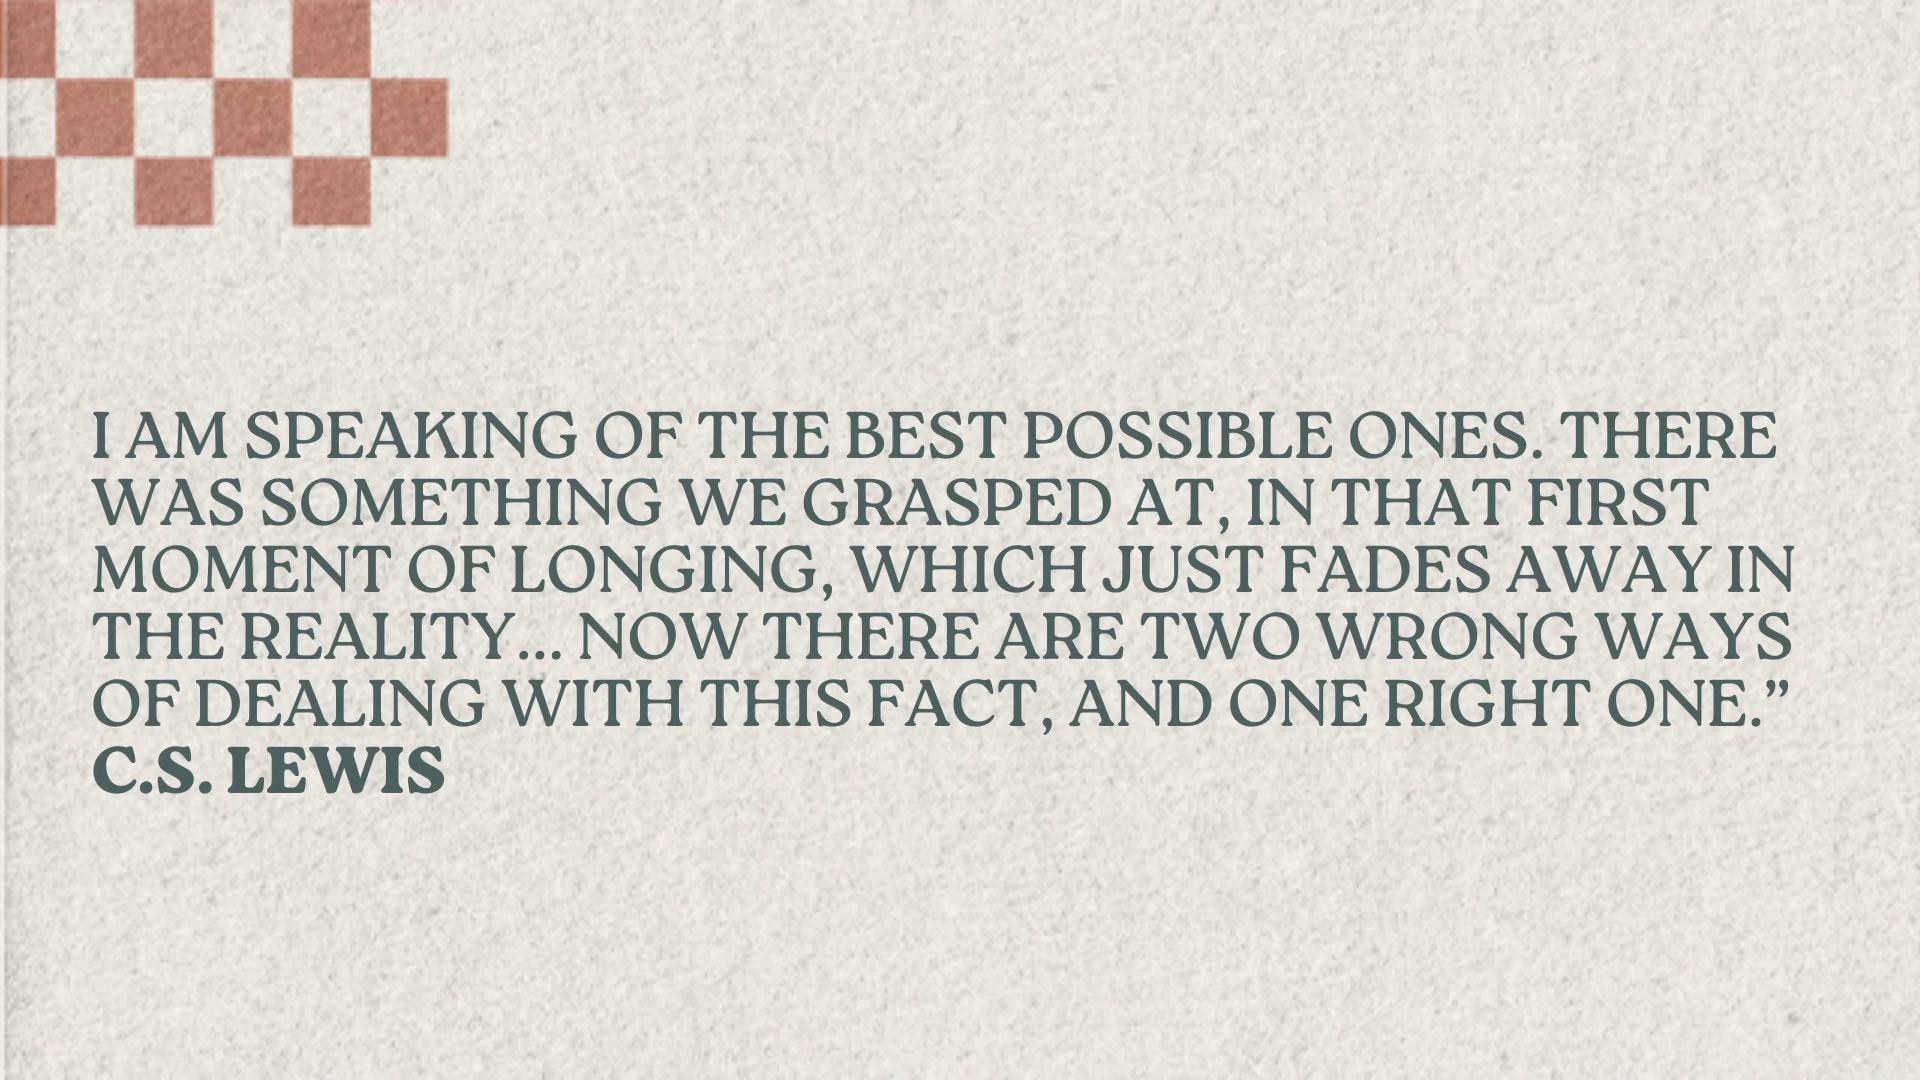 I AM SPEAKING OF THE BEST POSSIBLE ONES. THERE
WAS SOMETHING WE GRASPED AT, IN THAT FIRST
MOMENT OF LONGING, WHICH JUST FADES AWAY IN
THE REALITY... NOW THERE ARE TWO WRONG WAYS
OF DEALING WITH THIS FACT, AND ONE RIGHT ONE.”
C.S. LEWIS